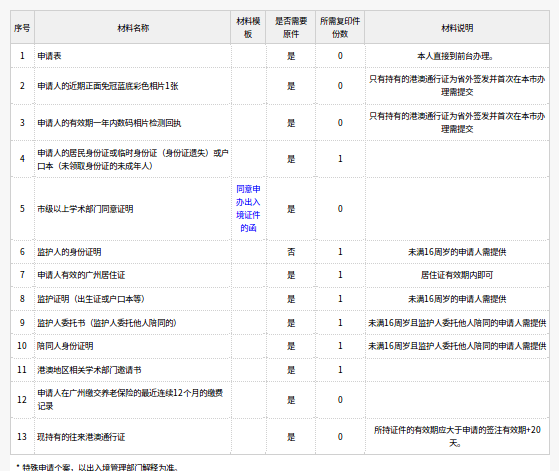 序号 材料名称 材料模板 是否需要原件 所需复印件份数 材料说明
1 申请表 是 0 本人直接到前台办理。
2 申请人的近期正面免冠蓝底彩色相片1张 是 0 只有持有的港澳通行证为省外签发并首次在本市办理需提交
3 申请人的有效期一年内数码相片检测回执 是 0 只有持有的港澳通行证为省外签发并首次在本市办理需提交
4 申请人的居民身份证或临时身份证（身份证遗失）或户口本（未领取身份证的未成年人） 是 1
5 市级以上学术部门同意证明 同意申办出入境证件的函 是 0
6 监护人的身份证明 否 1 未满16周岁的申请人需提供
7 申请人有效的广州居住证 是 1 居住证有效期内即可
8 监护证明（出生证或户口本等） 是 1 未满16周岁的申请人需提供
9 监护人委托书（监护人委托他人陪同的） 是 1 未满16周岁且监护人委托他人陪同的申请人需提供
10 陪同人身份证明 是 1 未满16周岁且监护人委托他人陪同的申请人需提供
11 港澳地区相关学术部门邀请书 是 1
12 申请人在广州缴交养老保险的最近连续12个月的缴费记录 是 0
13 现持有的往来港澳通行证 是 0 所持证件的有效期应大于申请的签注有效期+20天。
* 特殊申请个案，以出入境管理部门解释为准。